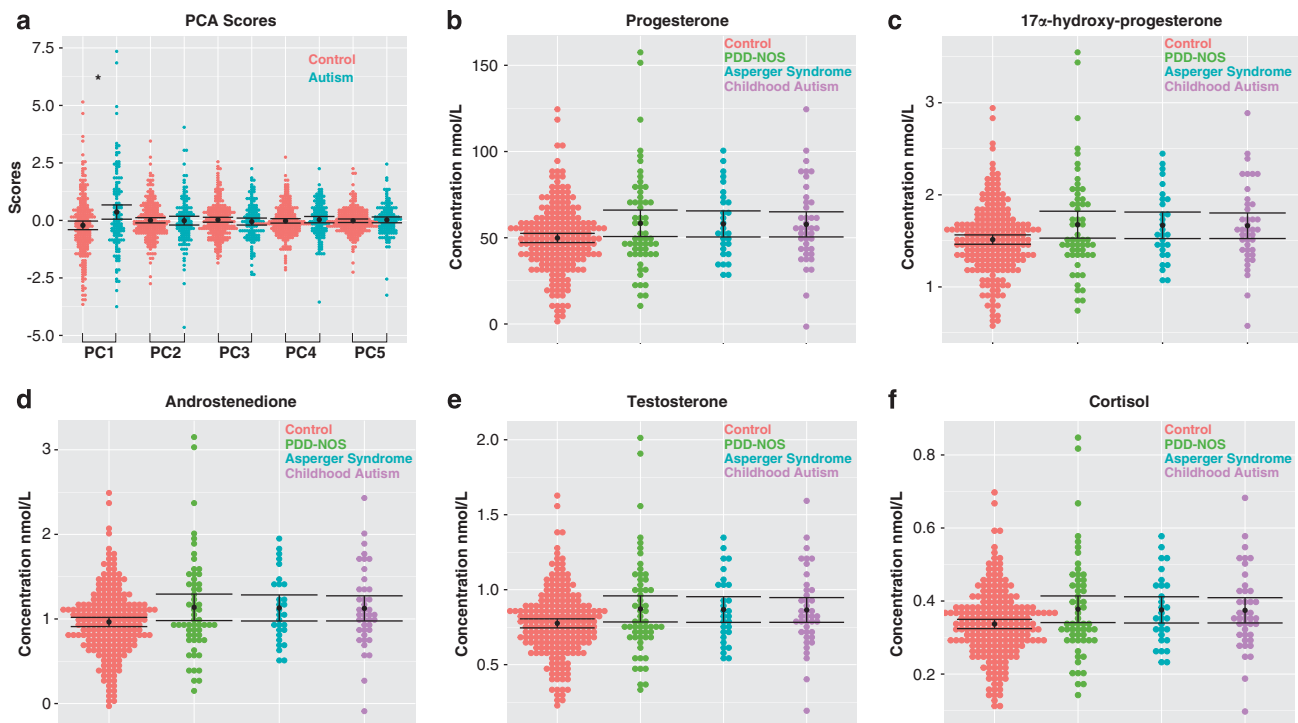 a
PCA Scores
Scores
7.5
5.0
2.5
0.0
-2.5
-5.0
*
Control
Autism
PC1
PC2
PC3
PC4
PC5
b
Progesterone
Concentration nmol/L
150
100
50
0
Control
PDD-NOS
Asperger Syndrome
Childhood Autism
c
17α-hydroxy-progesterone
Concentration nmol/L
3
2
1
Control
PDD-NOS
Asperger Syndrome
Childhood Autism
d
Androstenedione
Concentration nmol/L
3
2
1
0
Control
PDD-NOS
Asperger Syndrome
Childhood Autism
e
Testosterone
Concentration nmol/L
2.0
1.5
1.0
0.5
Control
PDD-NOS
Asperger Syndrome
Childhood Autism
f
Cortisol
Concentration nmol/L
0.8
0.6
0.4
0.2
Control
PDD-NOS
Asperger Syndrome
Childhood Autism